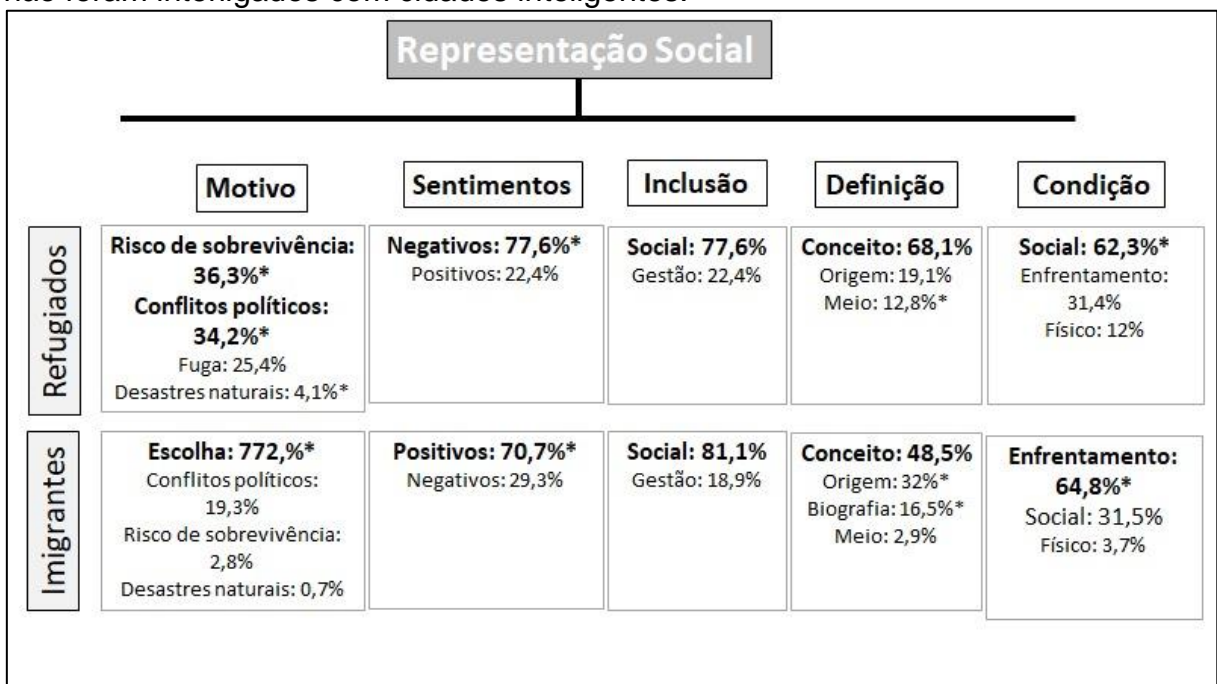 Representação Social
Motivo
Sentimentos
Inclusão
Definição
Condição
Refugiados
Risco de sobrevivência:
36,3%*
Conflitos políticos:
34,2%*
Fuga: 25,4%
Desastres naturais: 4,1%*
Negativos: 77,6%*
Positivos: 22,4%
Social: 77,6%
Gestão: 22,4%
Conceito: 68,1%
Origem: 19,1%
Meio: 12,8%*
Social: 62,3%*
Enfrentamento:
31,4%
Físico: 12%
Imigrantes
Escolha: 772,%*
Conflitos políticos:
19,3%
Risco de sobrevivência:
2,8%
Desastres naturais: 0,7%
Positivos: 70,7%*
Negativos: 29,3%
Social: 81,1%
Gestão: 18,9%
Conceito: 48,5%
Origem: 32%*
Biografia: 16,5%*
Meio: 2,9%
Enfrentamento:
64,8%*
Social: 31,5%
Físico: 3,7%